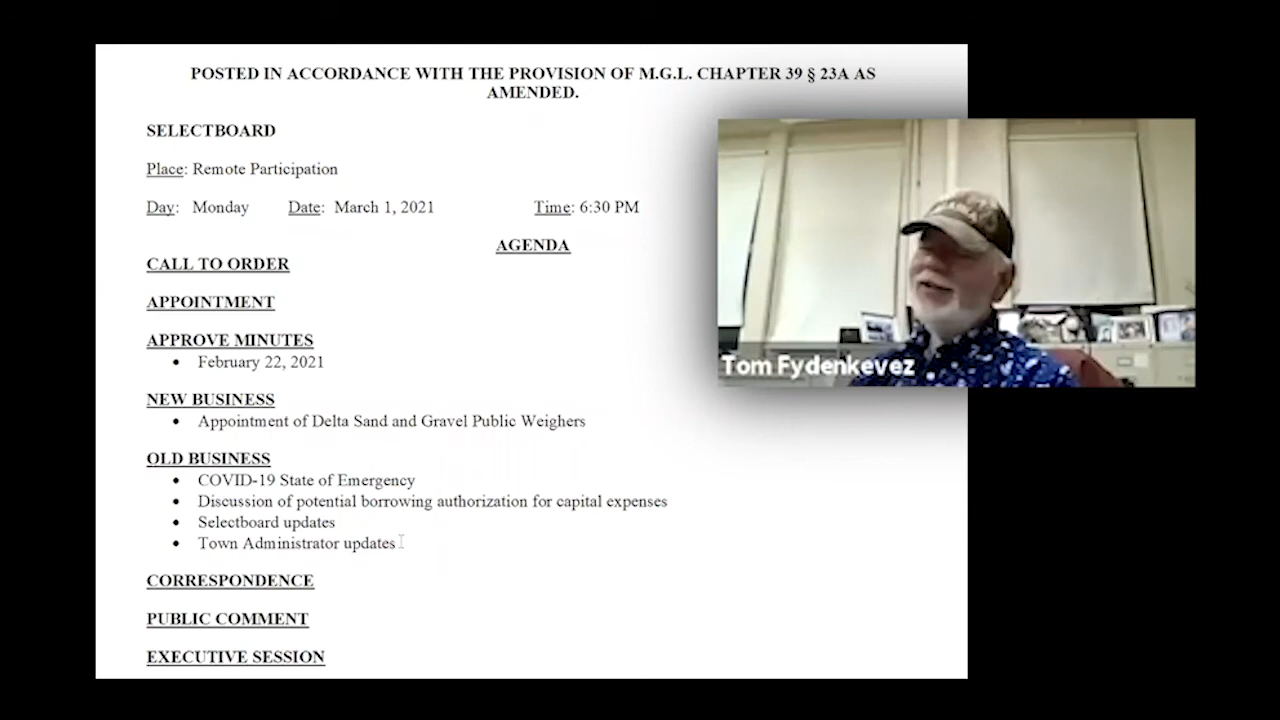 POSTED IN ACCORDANCE WITH THE PROVISION OF M.G.L. CHAPTER 39 § 23A AS
AMENDED.
SELECTBOARD
Place: Remote Participation
Day: Monday Date: March 1, 2021 Time: 6:30 PM
AGENDA
CALL TO ORDER
APPOINTMENT
APPROVE MINUTES
• February 22, 2021
NEW BUSINESS
• Appointment of Delta Sand and Gravel Public Weighers
OLD BUSINESS
• COVID-19 State of Emergency
• Discussion of potential borrowing authorization for capital expenses
• Selectboard updates
• Town Administrator updates
CORRESPONDENCE
PUBLIC COMMENT
EXECUTIVE SESSION
Tom Fydenkevez